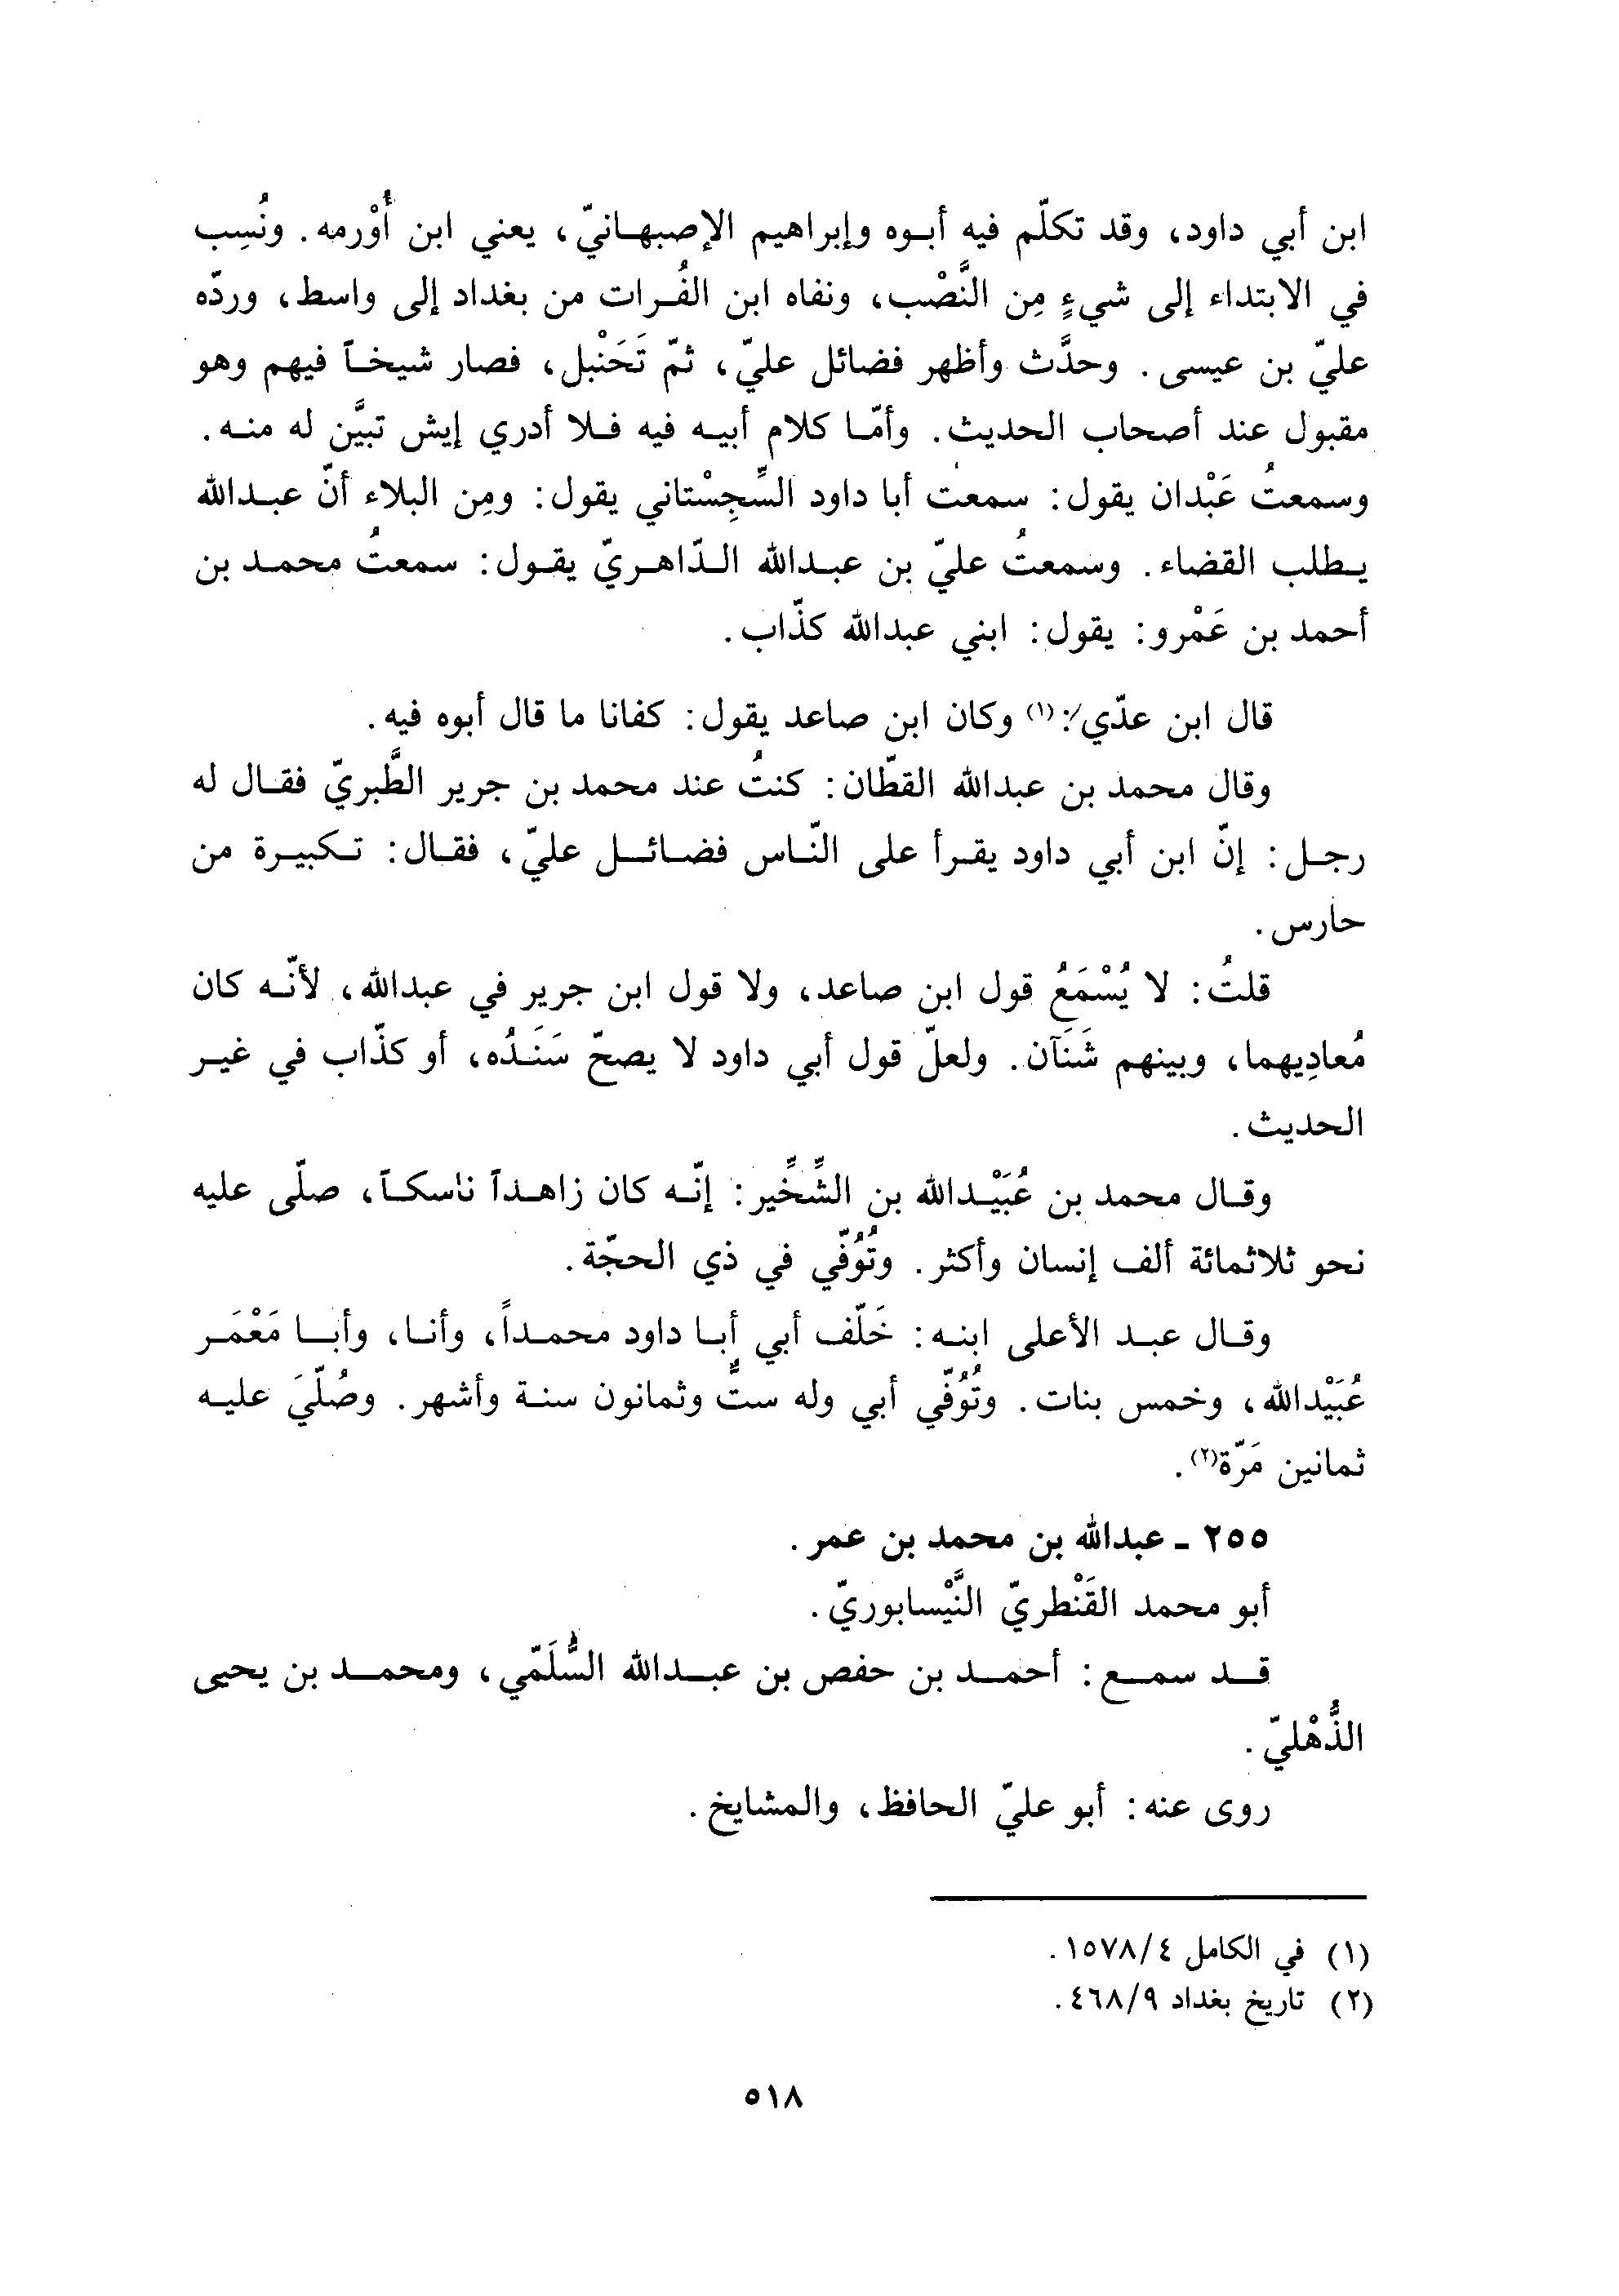 ابن أبي داود، وقد تكلّم فيه أبوه وإبراهيم الإصبهانيّ، يعني ابن أُوْرمه. ونُسِب
في الابتداء إلى شيءٍ مِن النَّصْب، ونفاه ابن الفُرات من بغداد إلى واسط، وردّه
عليّ بن عيسى. وحدَّث وأظهر فضائل عليّ، ثمّ تَحَنْبل، فصار شيخاً فيهم وهو
مقبول عند أصحاب الحديث. وأمّا كلام أبيه فيه فلا أدري إيش تبيَّن له منه.
وسمعتُ عَبْدان يقول: سمعت أبا داود السِّجِسْتاني يقول: ومِن البلاء أنّ عبدالله
يطلب القضاء. وسمعتُ عليّ بن عبدالله الدّاهريّ يقول: سمعتُ محمد بن
أحمد بن عَمْرو: يقول: ابني عبدالله كذّاب.
قال ابن عدّي: (١) وكان ابن صاعد يقول: كفانا ما قال أبوه فيه.
وقال محمد بن عبدالله القطّان: كنتُ عند محمد بن جرير الطَّبريّ فقال له
رجل: إنّ ابن أبي داود يقرأ على النّاس فضائل عليّ، فقال: تكبيرة من
حارس.
قلتُ: لا يُسْمَعُ قول ابن صاعد، ولا قول ابن جرير في عبدالله، لأنّه كان
مُعادِيهما، وبينهم شَنَآن. ولعلّ قول أبي داود لا يصحّ سَنَدُه، أو كذّاب في غير
الحديث.
وقال محمد بن عُبَيْدالله بن الشِّخِّير: إنّه كان زاهداً ناسكاً، صلّى عليه
نحو ثلاثمائة ألف إنسان وأكثر. وتُوُفّي في ذي الحجّة.
وقال عبد الأعلى ابنه: خَلّف أبي أبا داود محمداً، وأنا، وأبا مَعْمَر
عُبَيْدالله، وخمس بنات. وتُوُفّي أبي وله ستٌّ وثمانون سنة وأشهر. وصُلّيَ عليه
ثمانين مَرّة(٢).
٢٥٥ - عبدالله بن محمد بن عمر.
أبو محمد القَنْطريّ النَّيْسابوريّ.
قد سمع: أحمد بن حفص بن عبدالله السُّلَمّي، ومحمد بن يحيى
الذُّهْليّ.
روى عنه: أبو عليّ الحافظ، والمشايخ.
(١) في الكامل ١٥٧٨/٤.
(٢) تاريخ بغداد ٤٦٨/٩.
٥١٨